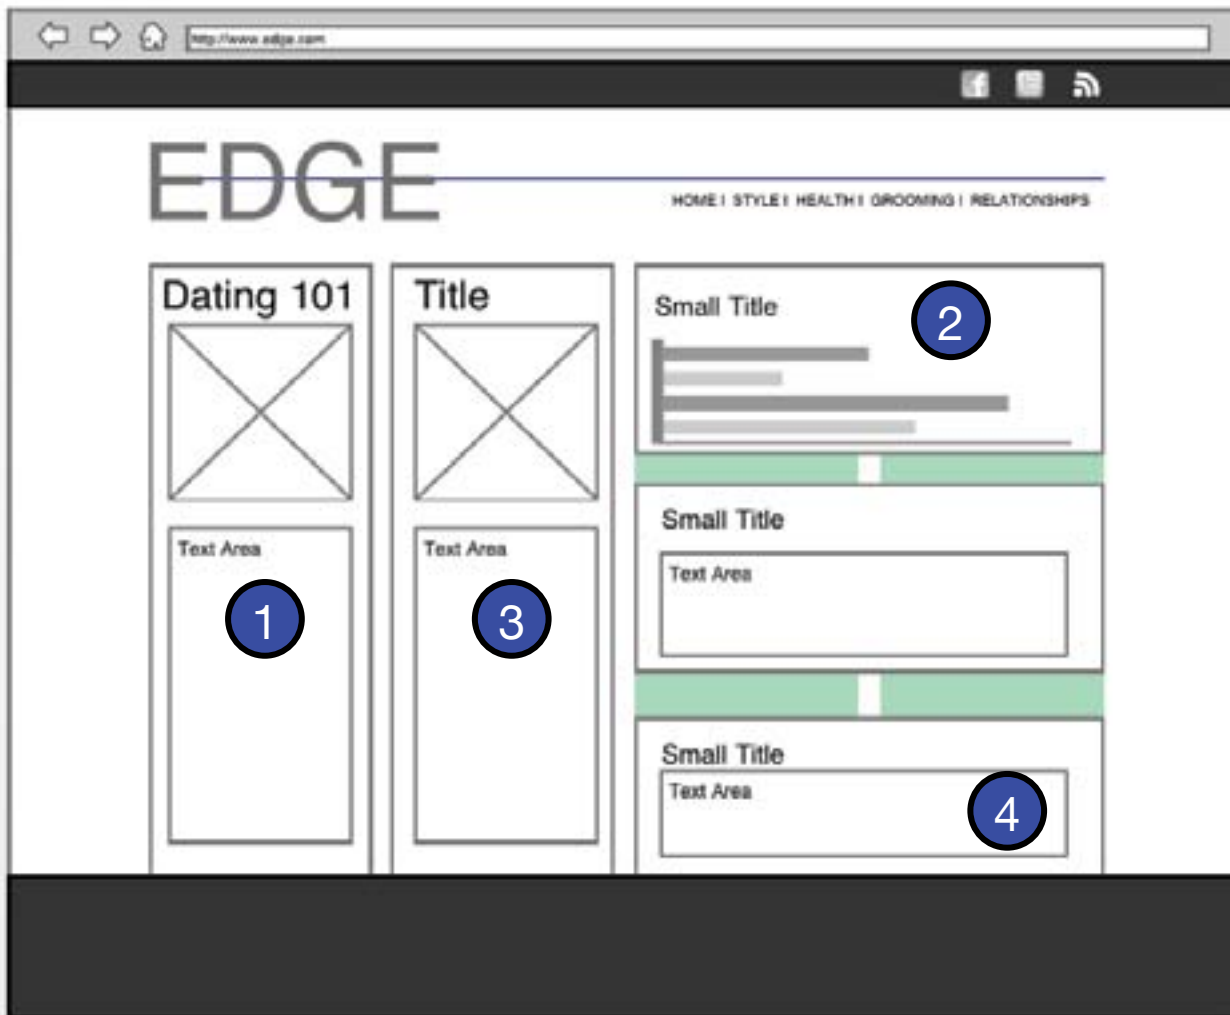 http://www.edge.com
EDGE
HOME | STYLE | HEALTH | GROOMING | RELATIONSHIPS
Dating 101
Text Area
1
Title
Text Area
3
Small Title
2
Small Title
Text Area
Small Title
Text Area
4